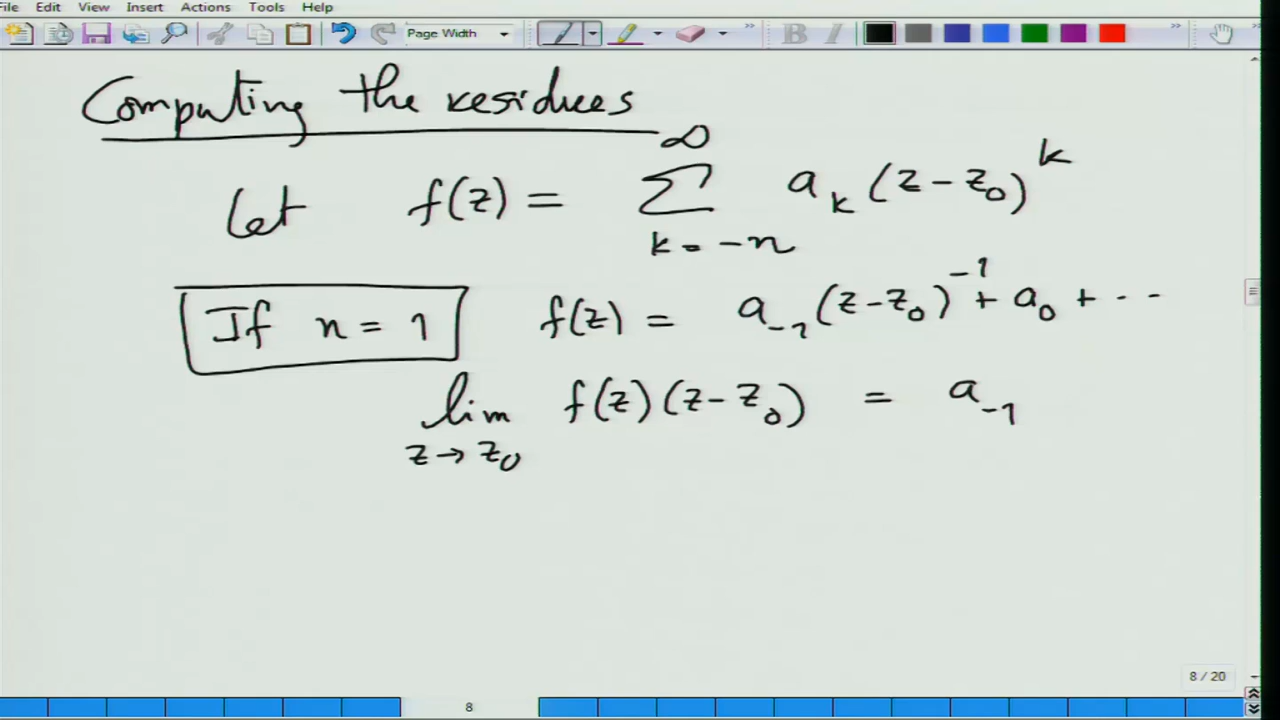 File Edit View Insert Actions Tools Help
Page Width
Computing the residues
Let f(z) = ∑_{k=-n}^{∞} a_k (z-z_0)^k
If n = 1 f(z) = a_{-1} (z-z_0)^{-1} + a_0 + ...
lim_{z→z_0} f(z)(z-z_0) = a_{-1}
8 / 20
8